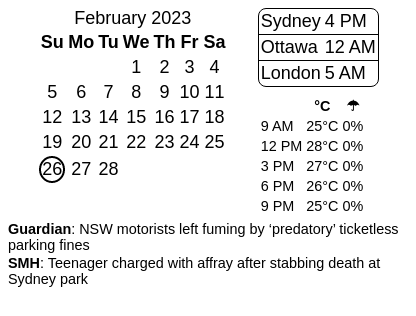 February 2023
Su Mo Tu We Th Fr Sa
1 2 3 4
5 6 7 8 9 10 11
12 13 14 15 16 17 18
19 20 21 22 23 24 25
26 27 28
Sydney 4 PM
Ottawa 12 AM
London 5 AM
°C ☂
9 AM 25°C 0%
12 PM 28°C 0%
3 PM 27°C 0%
6 PM 26°C 0%
9 PM 25°C 0%
Guardian: NSW motorists left fuming by ‘predatory’ ticketless
parking fines
SMH: Teenager charged with affray after stabbing death at
Sydney park